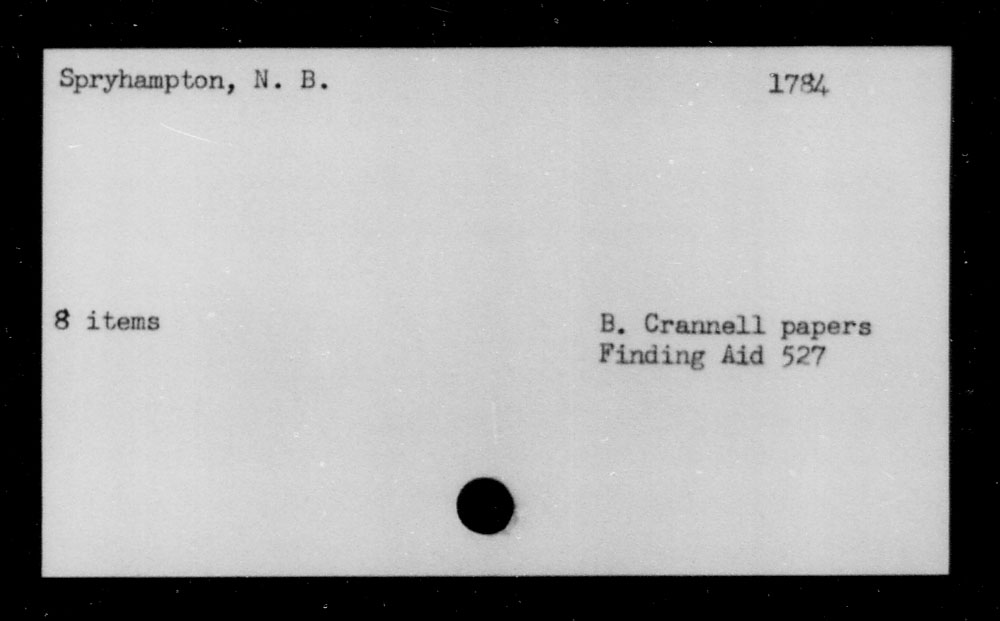 Spryhampton, N. B.
1784
8 items
B. Crannell papers
Finding Aid 527